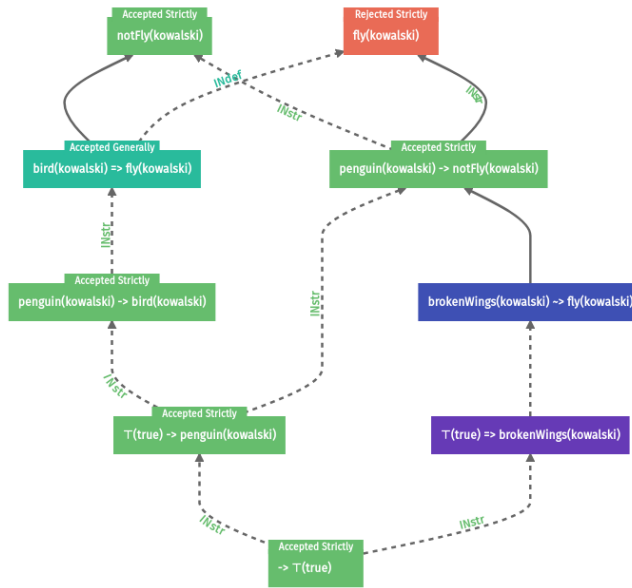 Accepted Strictly
notFly(kowalski)
Rejected Strictly
fly(kowalski)
INdef
INstr
INstr
Accepted Generally
bird(kowalski) => fly(kowalski)
Accepted Strictly
penguin(kowalski) -> notFly(kowalski)
INstr
INstr
Accepted Strictly
penguin(kowalski) -> bird(kowalski)
brokenWings(kowalski) ~> fly(kowalski)
INstr
Accepted Strictly
⊤(true) -> penguin(kowalski)
⊤(true) => brokenWings(kowalski)
INstr
INstr
Accepted Strictly
-> ⊤(true)